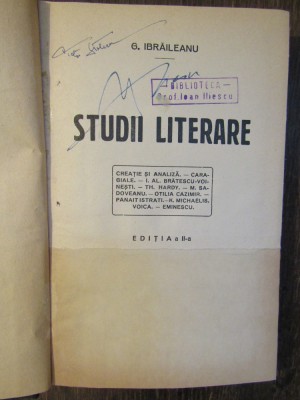 G. IBRĂILEANU
— BIBLIOTECA —
Prof Ioan Iliescu
STUDII LITERARE
CREAȚIE ȘI ANALIZĂ. — CARA-
GIALE. — I. AL. BRĂTESCU-VOI-
NEȘTI. — TH. HARDY. — M. SA-
DOVEANU. — OTILIA CAZIMIR. —
PANAIT ISTRATI. — R. MICHAELIS.
VOICA. — EMINESCU.
EDIȚIA a II-a